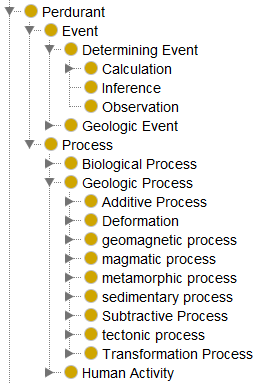 Perdurant
Event
Determining Event
Calculation
Inference
Observation
Geologic Event
Process
Biological Process
Geologic Process
Additive Process
Deformation
geomagnetic process
magmatic process
metamorphic process
sedimentary process
Subtractive Process
tectonic process
Transformation Process
Human Activity